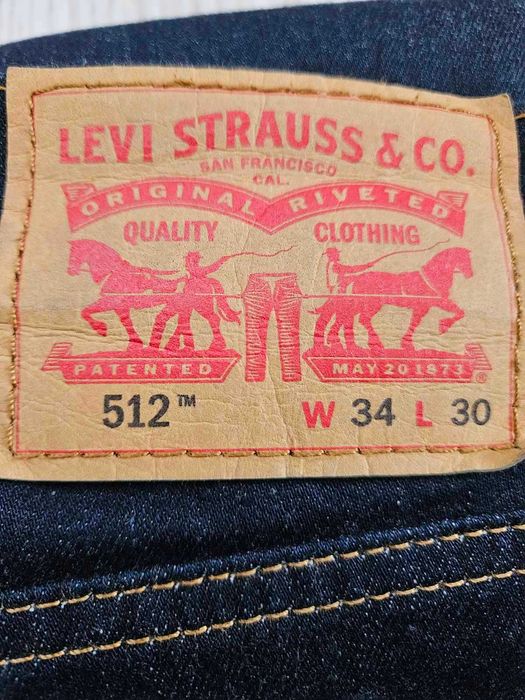 LEVI STRAUSS & CO.
SAN FRANCISCO
CAL.
ORIGINAL RIVETED
QUALITY CLOTHING
PATENTED MAY 20 1873 ®
512™ W 34 L 30